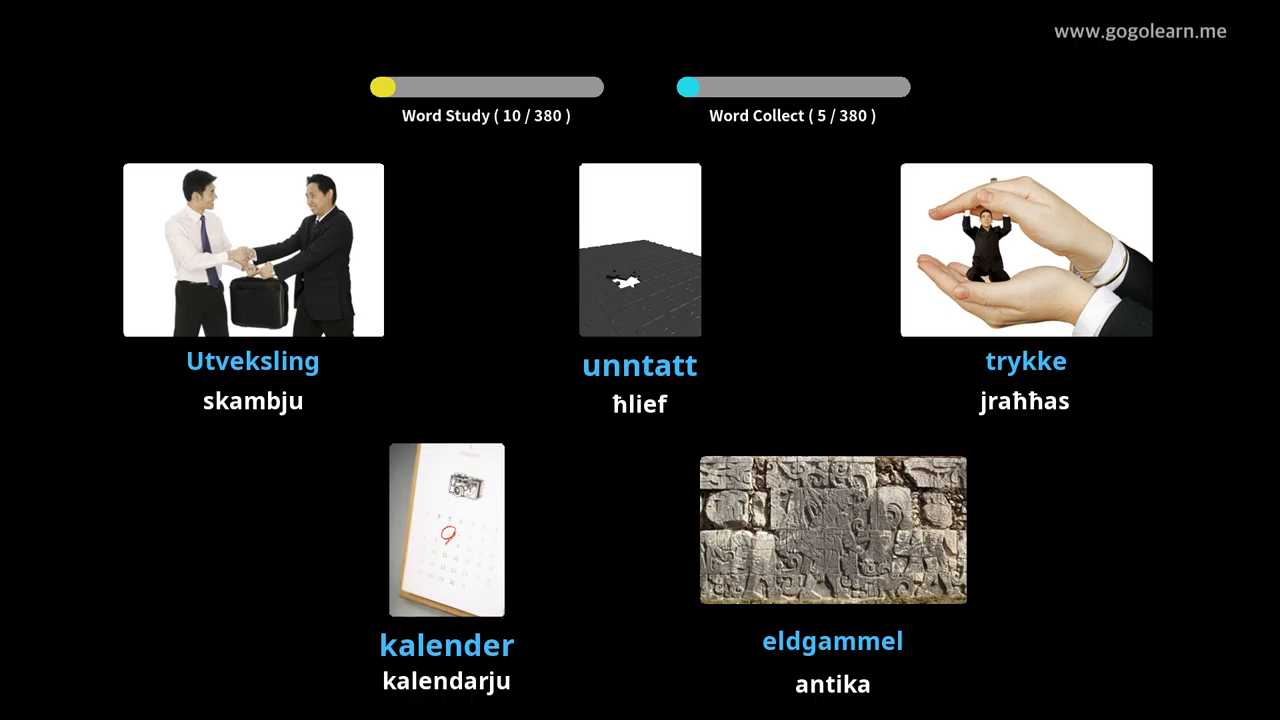 www.gogolearn.me
Word Study ( 10 / 380 )
Word Collect ( 5 / 380 )
Utveksling
skambju
unntatt
ħlief
trykke
jraħħas
kalender
kalendarju
eldgammel
antika